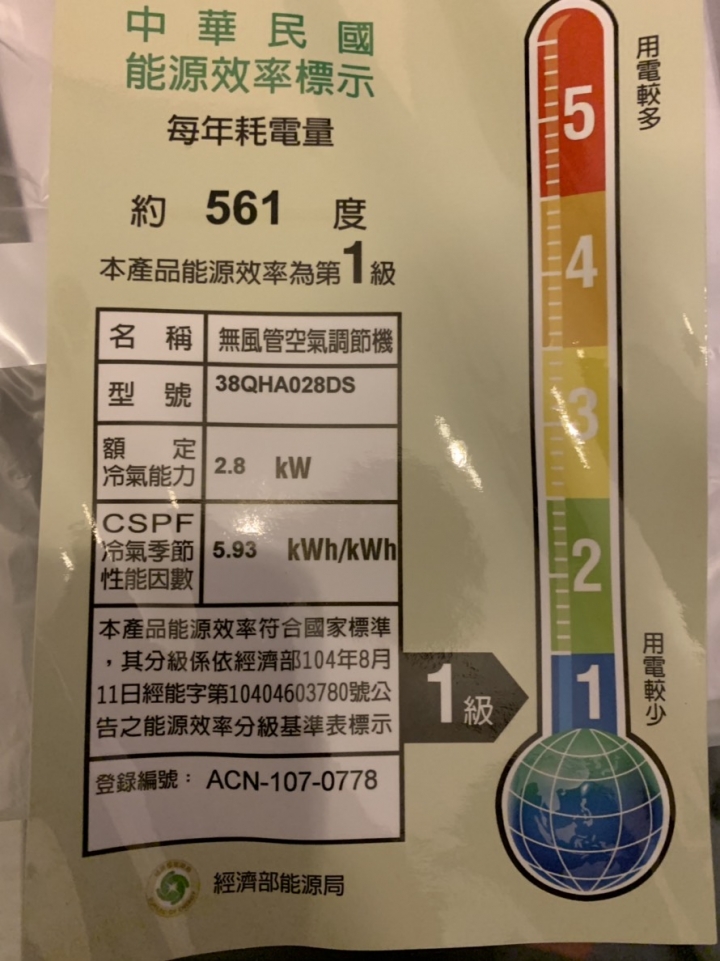 中華民國
能源效率標示
每年耗電量
約 561 度
本產品能源效率為第1級
名稱 無風管空氣調節機
型號 38QHA028DS
額定
冷氣能力 2.8 kW
CSPF
冷氣季節
性能因數 5.93 kWh/kWh
本產品能源效率符合國家標準
，其分級係依經濟部104年8月
11日經能字第10404603780號公
告之能源效率分級基準表標示
登錄編號：ACN-107-0778
經濟部能源局
用電較多
5
4
3
2
1
1級
用電較少